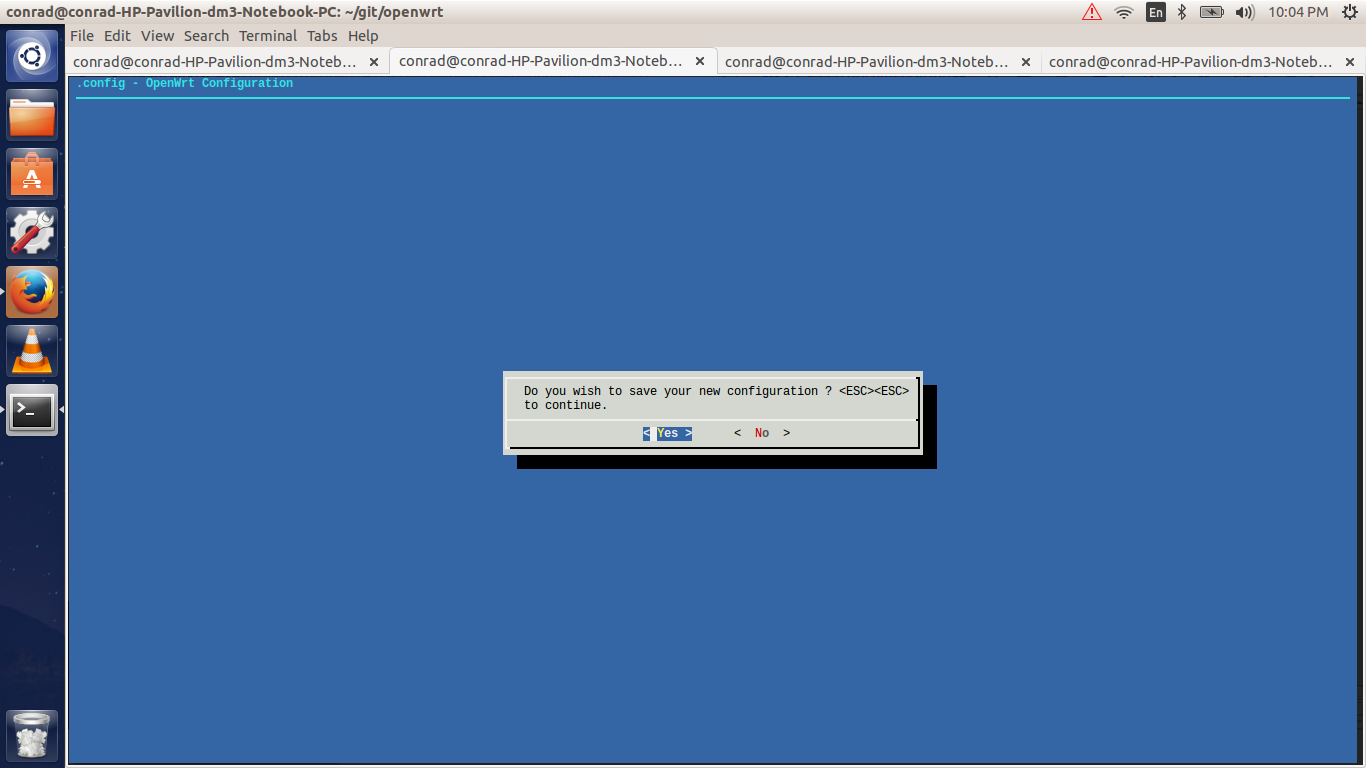 conrad@conrad-HP-Pavilion-dm3-Notebook-PC: ~/git/openwrt
En
10:04 PM
File Edit View Search Terminal Tabs Help
conrad@conrad-HP-Pavilion-dm3-Noteb... ×
conrad@conrad-HP-Pavilion-dm3-Noteb... ×
conrad@conrad-HP-Pavilion-dm3-Noteb... ×
conrad@conrad-HP-Pavilion-dm3-Noteb... ×
.config - OpenWrt Configuration
Do you wish to save your new configuration ? <ESC><ESC>
to continue.
< Yes > < No >